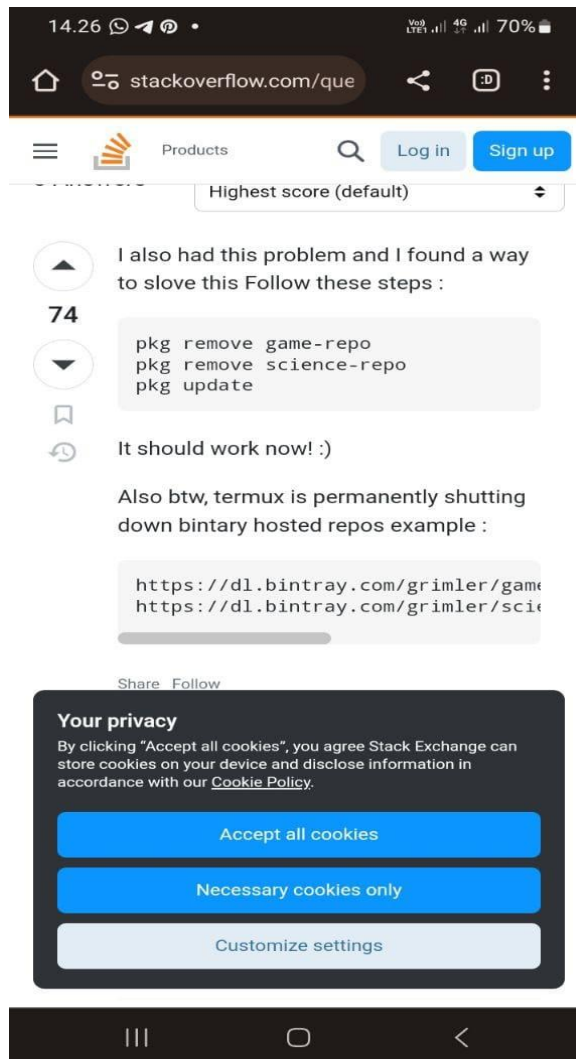 14.26
Vo)) LTE1 4G 70%
stackoverflow.com/que
:D
Products
Log in
Sign up
Highest score (default)
I also had this problem and I found a way
to slove this Follow these steps :
74
pkg remove game-repo
pkg remove science-repo
pkg update
It should work now! :)
Also btw, termux is permanently shutting
down bintary hosted repos example :
https://dl.bintray.com/grimler/game
https://dl.bintray.com/grimler/scie
Share Follow
Your privacy
By clicking “Accept all cookies”, you agree Stack Exchange can
store cookies on your device and disclose information in
accordance with our Cookie Policy.
Accept all cookies
Necessary cookies only
Customize settings